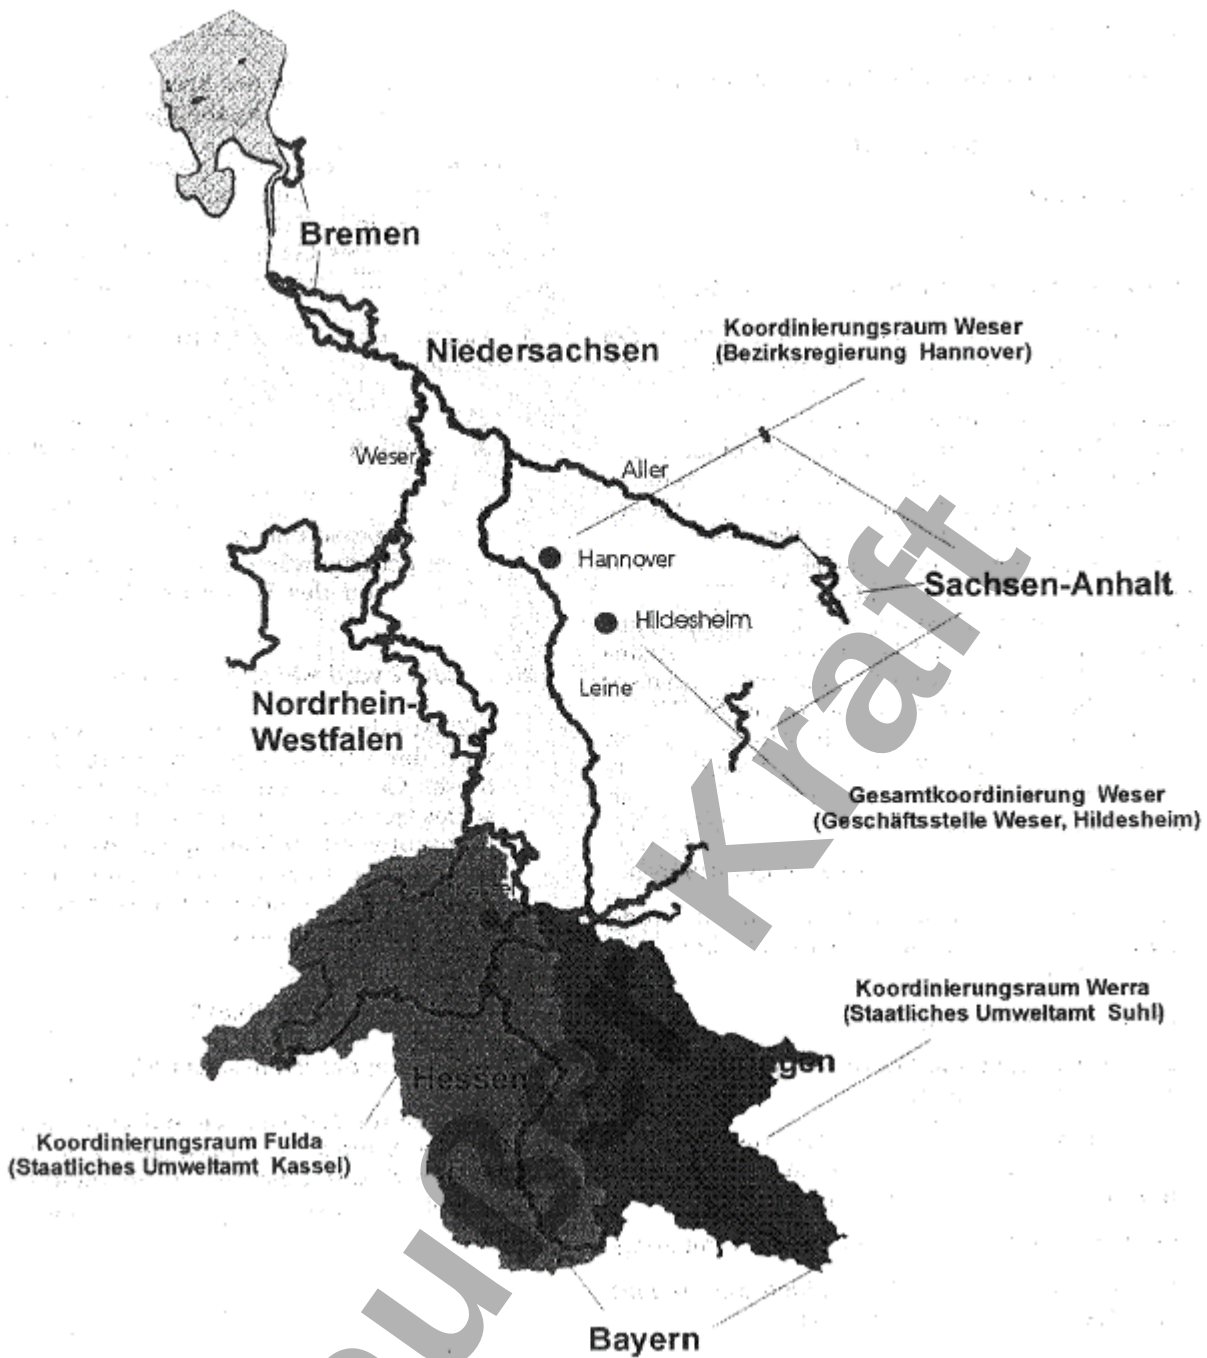 Bremen
Niedersachsen
Koordinierungsraum Weser
(Bezirksregierung Hannover)
Weser
Aller
Hannover
Sachsen-Anhalt
Hildesheim
Leine
Nordrhein-
Westfalen
Gesamtkoordinierung Weser
(Geschäftsstelle Weser, Hildesheim)
Kassel
Koordinierungsraum Werra
(Staatliches Umweltamt Suhl)
Hessen
Koordinierungsraum Fulda
(Staatliches Umweltamt Kassel)
Bayern
Kraft